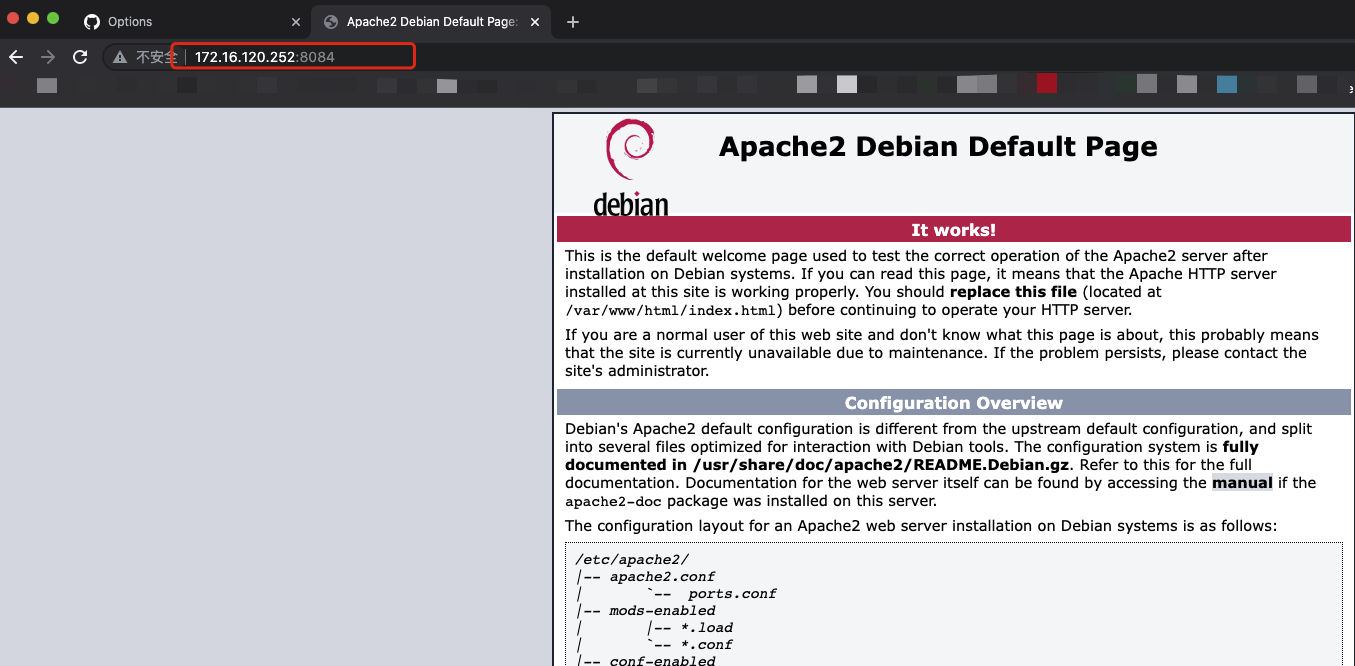 Options
Apache2 Debian Default Page:
不安全
172.16.120.252:8084
debian
Apache2 Debian Default Page
It works!
This is the default welcome page used to test the correct operation of the Apache2 server after
installation on Debian systems. If you can read this page, it means that the Apache HTTP server
installed at this site is working properly. You should replace this file (located at
/var/www/html/index.html) before continuing to operate your HTTP server.
If you are a normal user of this web site and don't know what this page is about, this probably means
that the site is currently unavailable due to maintenance. If the problem persists, please contact the
site's administrator.
Configuration Overview
Debian's Apache2 default configuration is different from the upstream default configuration, and split
into several files optimized for interaction with Debian tools. The configuration system is fully
documented in /usr/share/doc/apache2/README.Debian.gz. Refer to this for the full
documentation. Documentation for the web server itself can be found by accessing the manual if the
apache2-doc package was installed on this server.
The configuration layout for an Apache2 web server installation on Debian systems is as follows:
/etc/apache2/
|-- apache2.conf
|       `--  ports.conf
|-- mods-enabled
|       |-- *.load
|       `-- *.conf
|-- conf-enabled